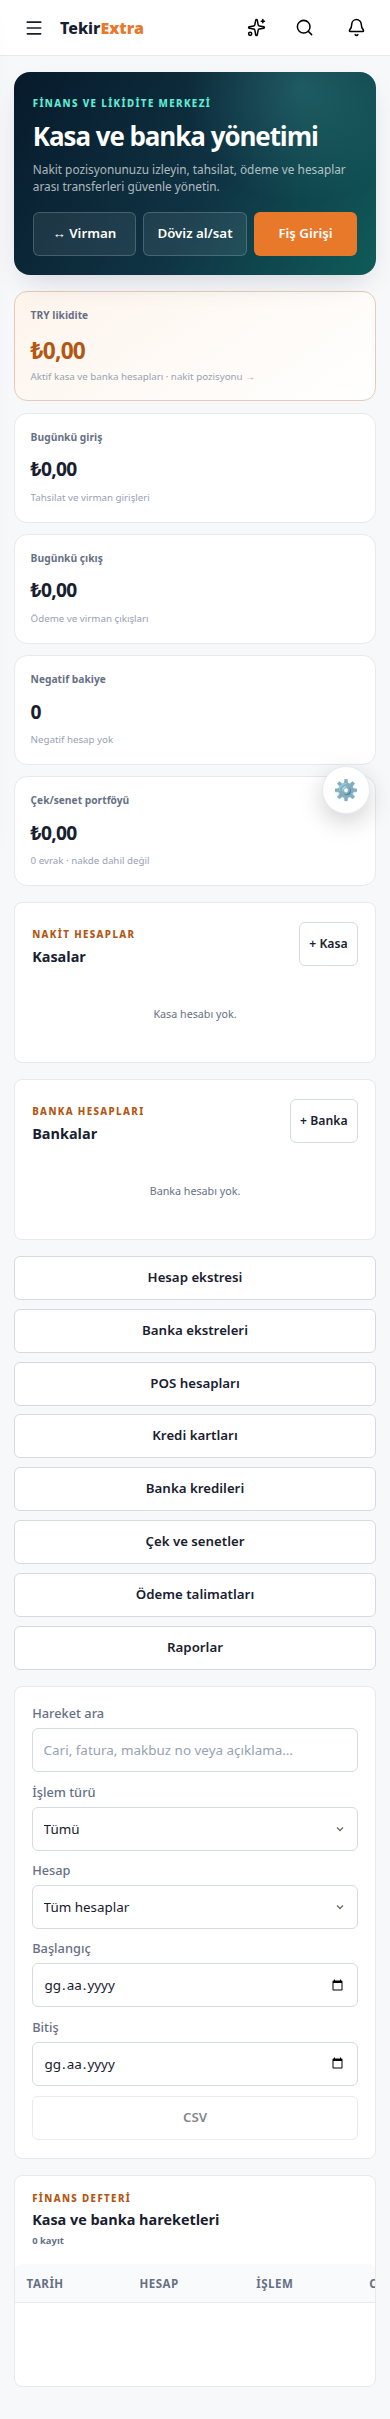 TekirExtra
FİNANS VE LİKİDİTE MERKEZİ
Kasa ve banka yönetimi
Nakit pozisyonunuzu izleyin, tahsilat, ödeme ve hesaplar
arası transferleri güvenle yönetin.
↔ Virman
Döviz al/sat
Fiş Girişi
TRY likidite
₺0,00
Aktif kasa ve banka hesapları · nakit pozisyonu →
Bugünkü giriş
₺0,00
Tahsilat ve virman girişleri
Bugünkü çıkış
₺0,00
Ödeme ve virman çıkışları
Negatif bakiye
0
Negatif hesap yok
Çek/senet portföyü
₺0,00
0 evrak · nakde dahil değil
NAKİT HESAPLAR
Kasalar
+ Kasa
Kasa hesabı yok.
BANKA HESAPLARI
Bankalar
+ Banka
Banka hesabı yok.
Hesap ekstresi
Banka ekstreleri
POS hesapları
Kredi kartları
Banka kredileri
Çek ve senetler
Ödeme talimatları
Raporlar
Hareket ara
Cari, fatura, makbuz no veya açıklama...
İşlem türü
Tümü
Hesap
Tüm hesaplar
Başlangıç
gg.aa.yyyy
Bitiş
gg.aa.yyyy
CSV
FİNANS DEFTERİ
Kasa ve banka hareketleri
0 kayıt
TARİH HESAP İŞLEM